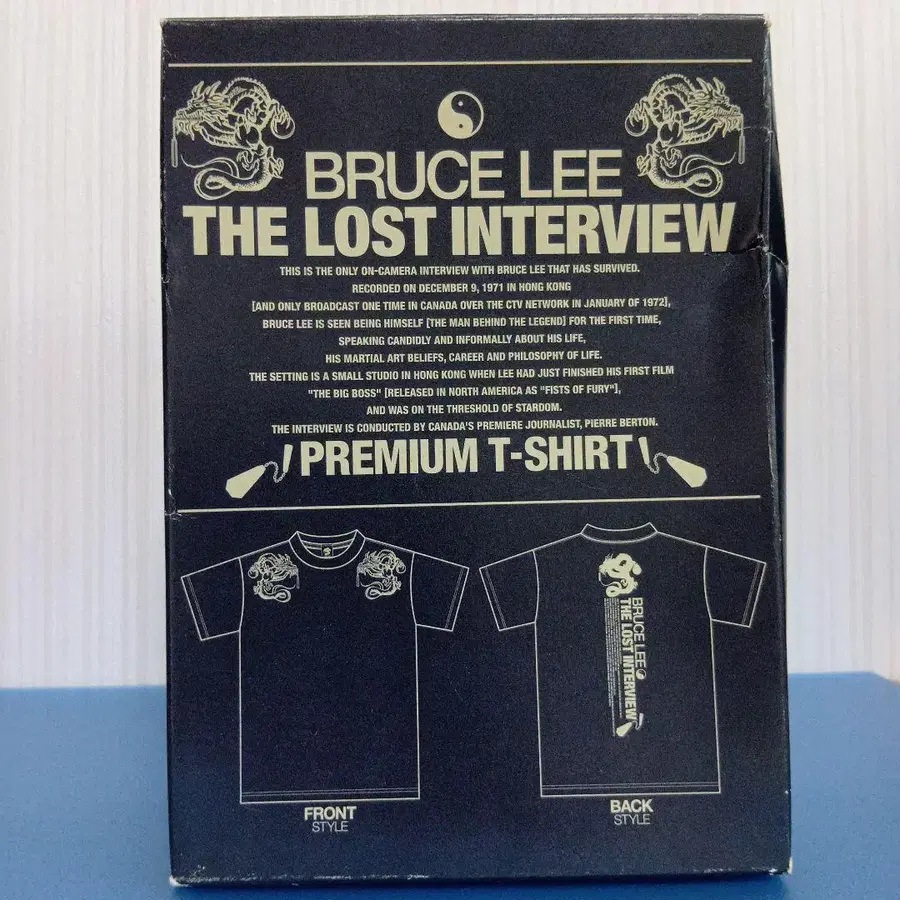 BRUCE LEE
THE LOST INTERVIEW
THIS IS THE ONLY ON-CAMERA INTERVIEW WITH BRUCE LEE THAT HAS SURVIVED.
RECORDED ON DECEMBER 9, 1971 IN HONG KONG
[AND ONLY BROADCAST ONE TIME IN CANADA OVER THE CTV NETWORK IN JANUARY OF 1972],
BRUCE LEE IS SEEN BEING HIMSELF [THE MAN BEHIND THE LEGEND] FOR THE FIRST TIME,
SPEAKING CANDIDLY AND INFORMALLY ABOUT HIS LIFE,
HIS MARTIAL ART BELIEFS, CAREER AND PHILOSOPHY OF LIFE.
THE SETTING IS A SMALL STUDIO IN HONG KONG WHEN LEE HAD JUST FINISHED HIS FIRST FILM
"THE BIG BOSS" [RELEASED IN NORTH AMERICA AS "FISTS OF FURY"],
AND WAS ON THE THRESHOLD OF STARDOM.
THE INTERVIEW IS CONDUCTED BY CANADA'S PREMIERE JOURNALIST, PIERRE BERTON.
PREMIUM T-SHIRT
BRUCE LEE
THE LOST INTERVIEW
FRONT
STYLE
BACK
STYLE